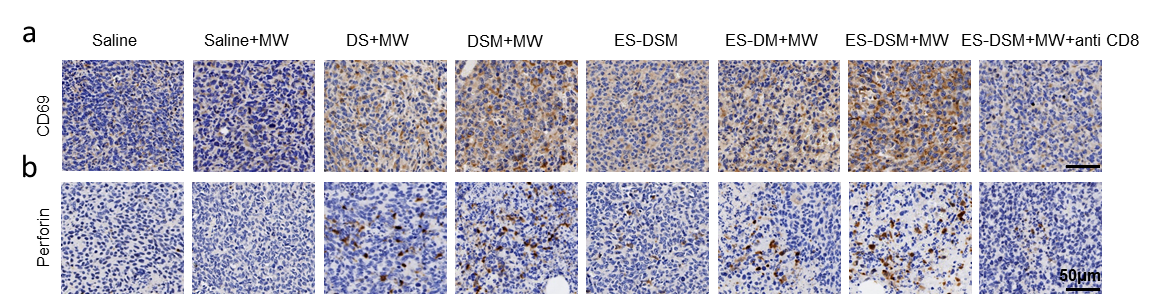 a
Saline Saline+MW DS+MW DSM+MW ES-DSM ES-DM+MW ES-DSM+MW ES-DSM+MW+anti CD8
CD69
b
Perforin
50μm